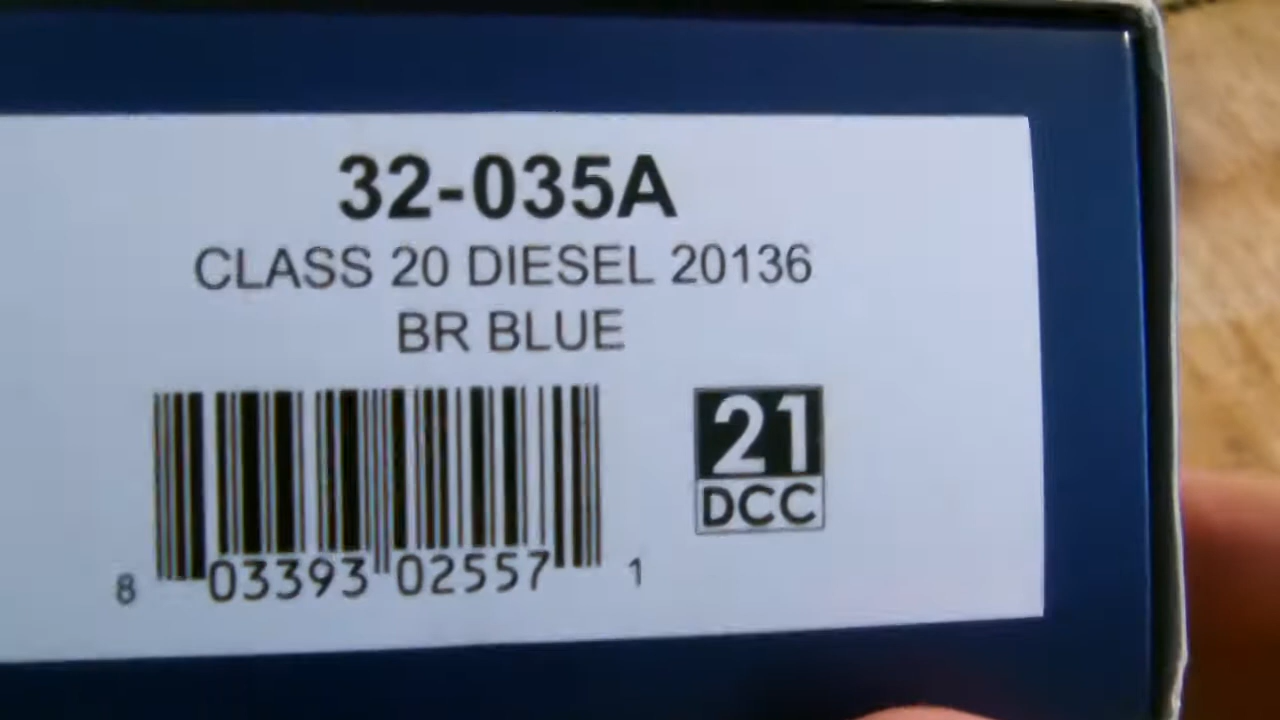 32-035A
CLASS 20 DIESEL 20136
BR BLUE
21
DCC
8 03393 02557 1